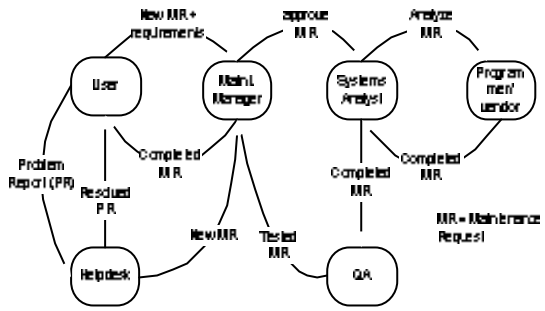 New MR +
requirements
approve
MR
Analyze
MR
User
Maint.
Manager
Systems
Analyst
Program
mer/
vendor
Problem
Report (PR)
Resolved
PR
Completed
MR
Completed
MR
Completed
MR
New MR
Tested
MR
MR = Maintenance
Request
Helpdesk
QA